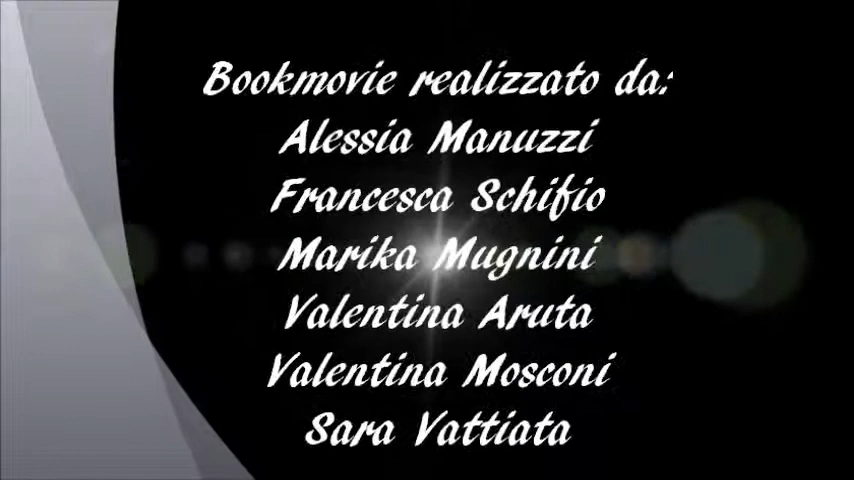 Bookmovie realizzato da:
Alessia Manuzzi
Francesca Schifio
Marika Mugnini
Valentina Aruta
Valentina Mosconi
Sara Vattiata